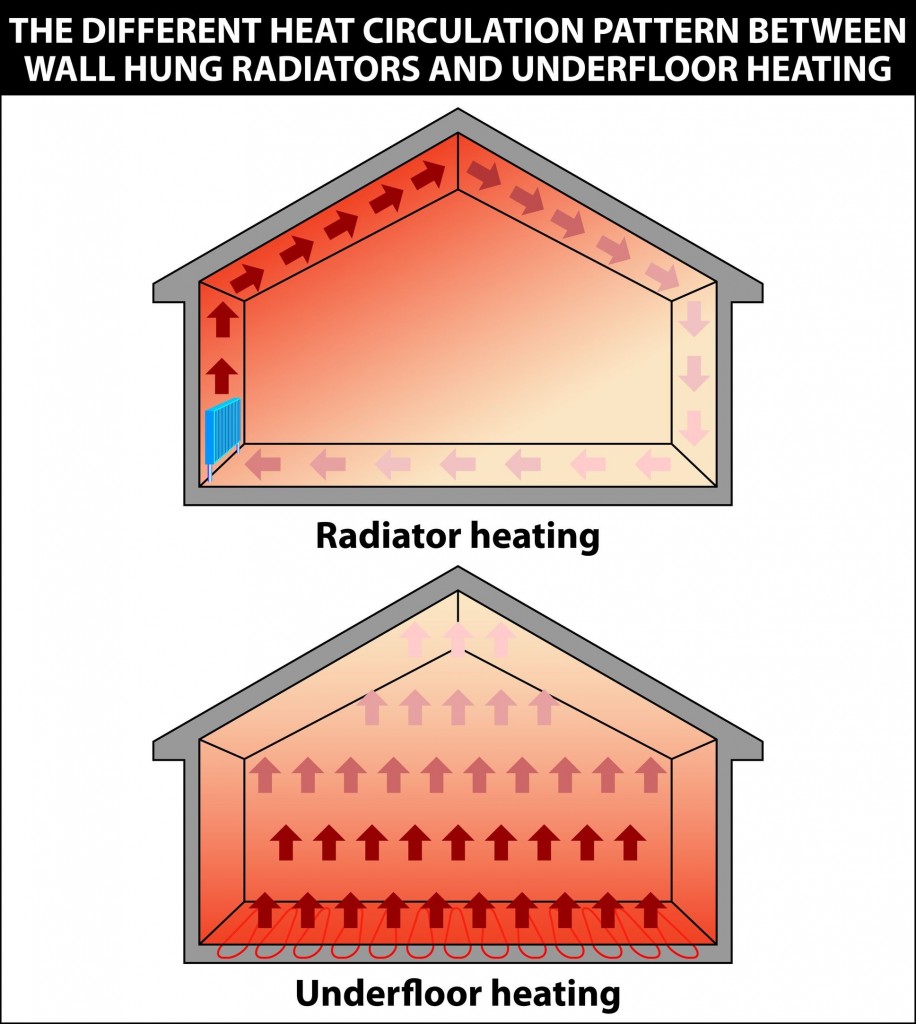 THE DIFFERENT HEAT CIRCULATION PATTERN BETWEEN
WALL HUNG RADIATORS AND UNDERFLOOR HEATING
Radiator heating
Underfloor heating